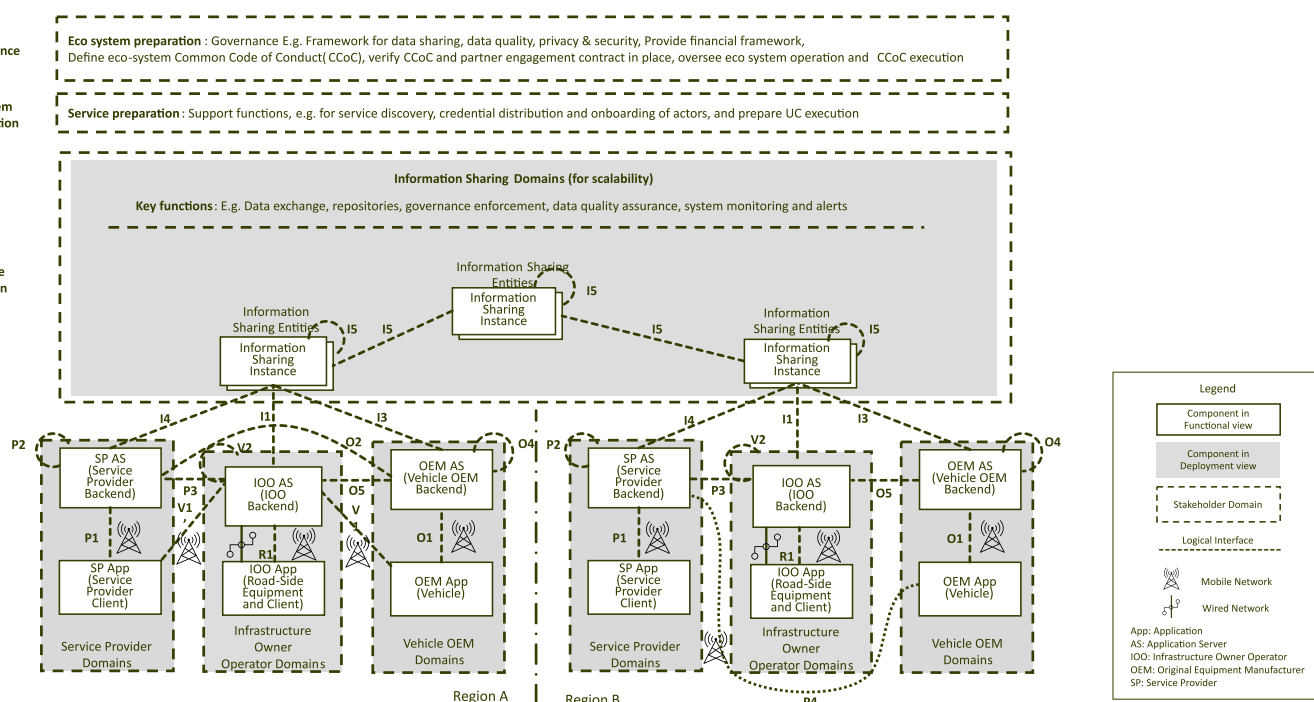 nce
Eco system preparation : Governance E.g. Framework for data sharing, data quality, privacy & security, Provide financial framework,
Define eco-system Common Code of Conduct( CCoC), verify CCoC and partner engagement contract in place, oversee eco system operation and CCoC execution
em
tion
Service preparation : Support functions, e.g. for service discovery, credential distribution and onboarding of actors, and prepare UC execution
Information Sharing Domains (for scalability)
Key functions : E.g. Data exchange, repositories, governance enforcement, data quality assurance, system monitoring and alerts
e
n
Information Sharing
Entities
I5
Information
Sharing
Instance
Information
Sharing Entities
I5
I5
Information
Sharing
Instance
I5
Information
Sharing Entities
I5
Information
Sharing
Instance
I4
I1
I3
P2
V2
O2
O4
SP AS
(Service
Provider
Backend)
P3
IOO AS
(IOO
Backend)
O5
OEM AS
(Vehicle OEM
Backend)
V1
V
1
P1
R1
O1
SP App
(Service
Provider
Client)
IOO App
(Road-Side
Equipment
and Client)
OEM App
(Vehicle)
Service Provider
Domains
Infrastructure
Owner
Operator Domains
Vehicle OEM
Domains
Region A
I4
I1
I3
P2
V2
O4
SP AS
(Service
Provider
Backend)
P3
IOO AS
(IOO
Backend)
O5
OEM AS
(Vehicle OEM
Backend)
P1
R1
O1
SP App
(Service
Provider
Client)
IOO App
(Road-Side
Equipment
and Client)
OEM App
(Vehicle)
Service Provider
Domains
Infrastructure
Owner
Operator Domains
Vehicle OEM
Domains
Region B
P4
Legend
Component in
Functional view
Component in
Deployment view
Stakeholder Domain
Logical Interface
Mobile Network
Wired Network
App: Application
AS: Application Server
IOO: Infrastructure Owner Operator
OEM: Original Equipment Manufacturer
SP: Service Provider